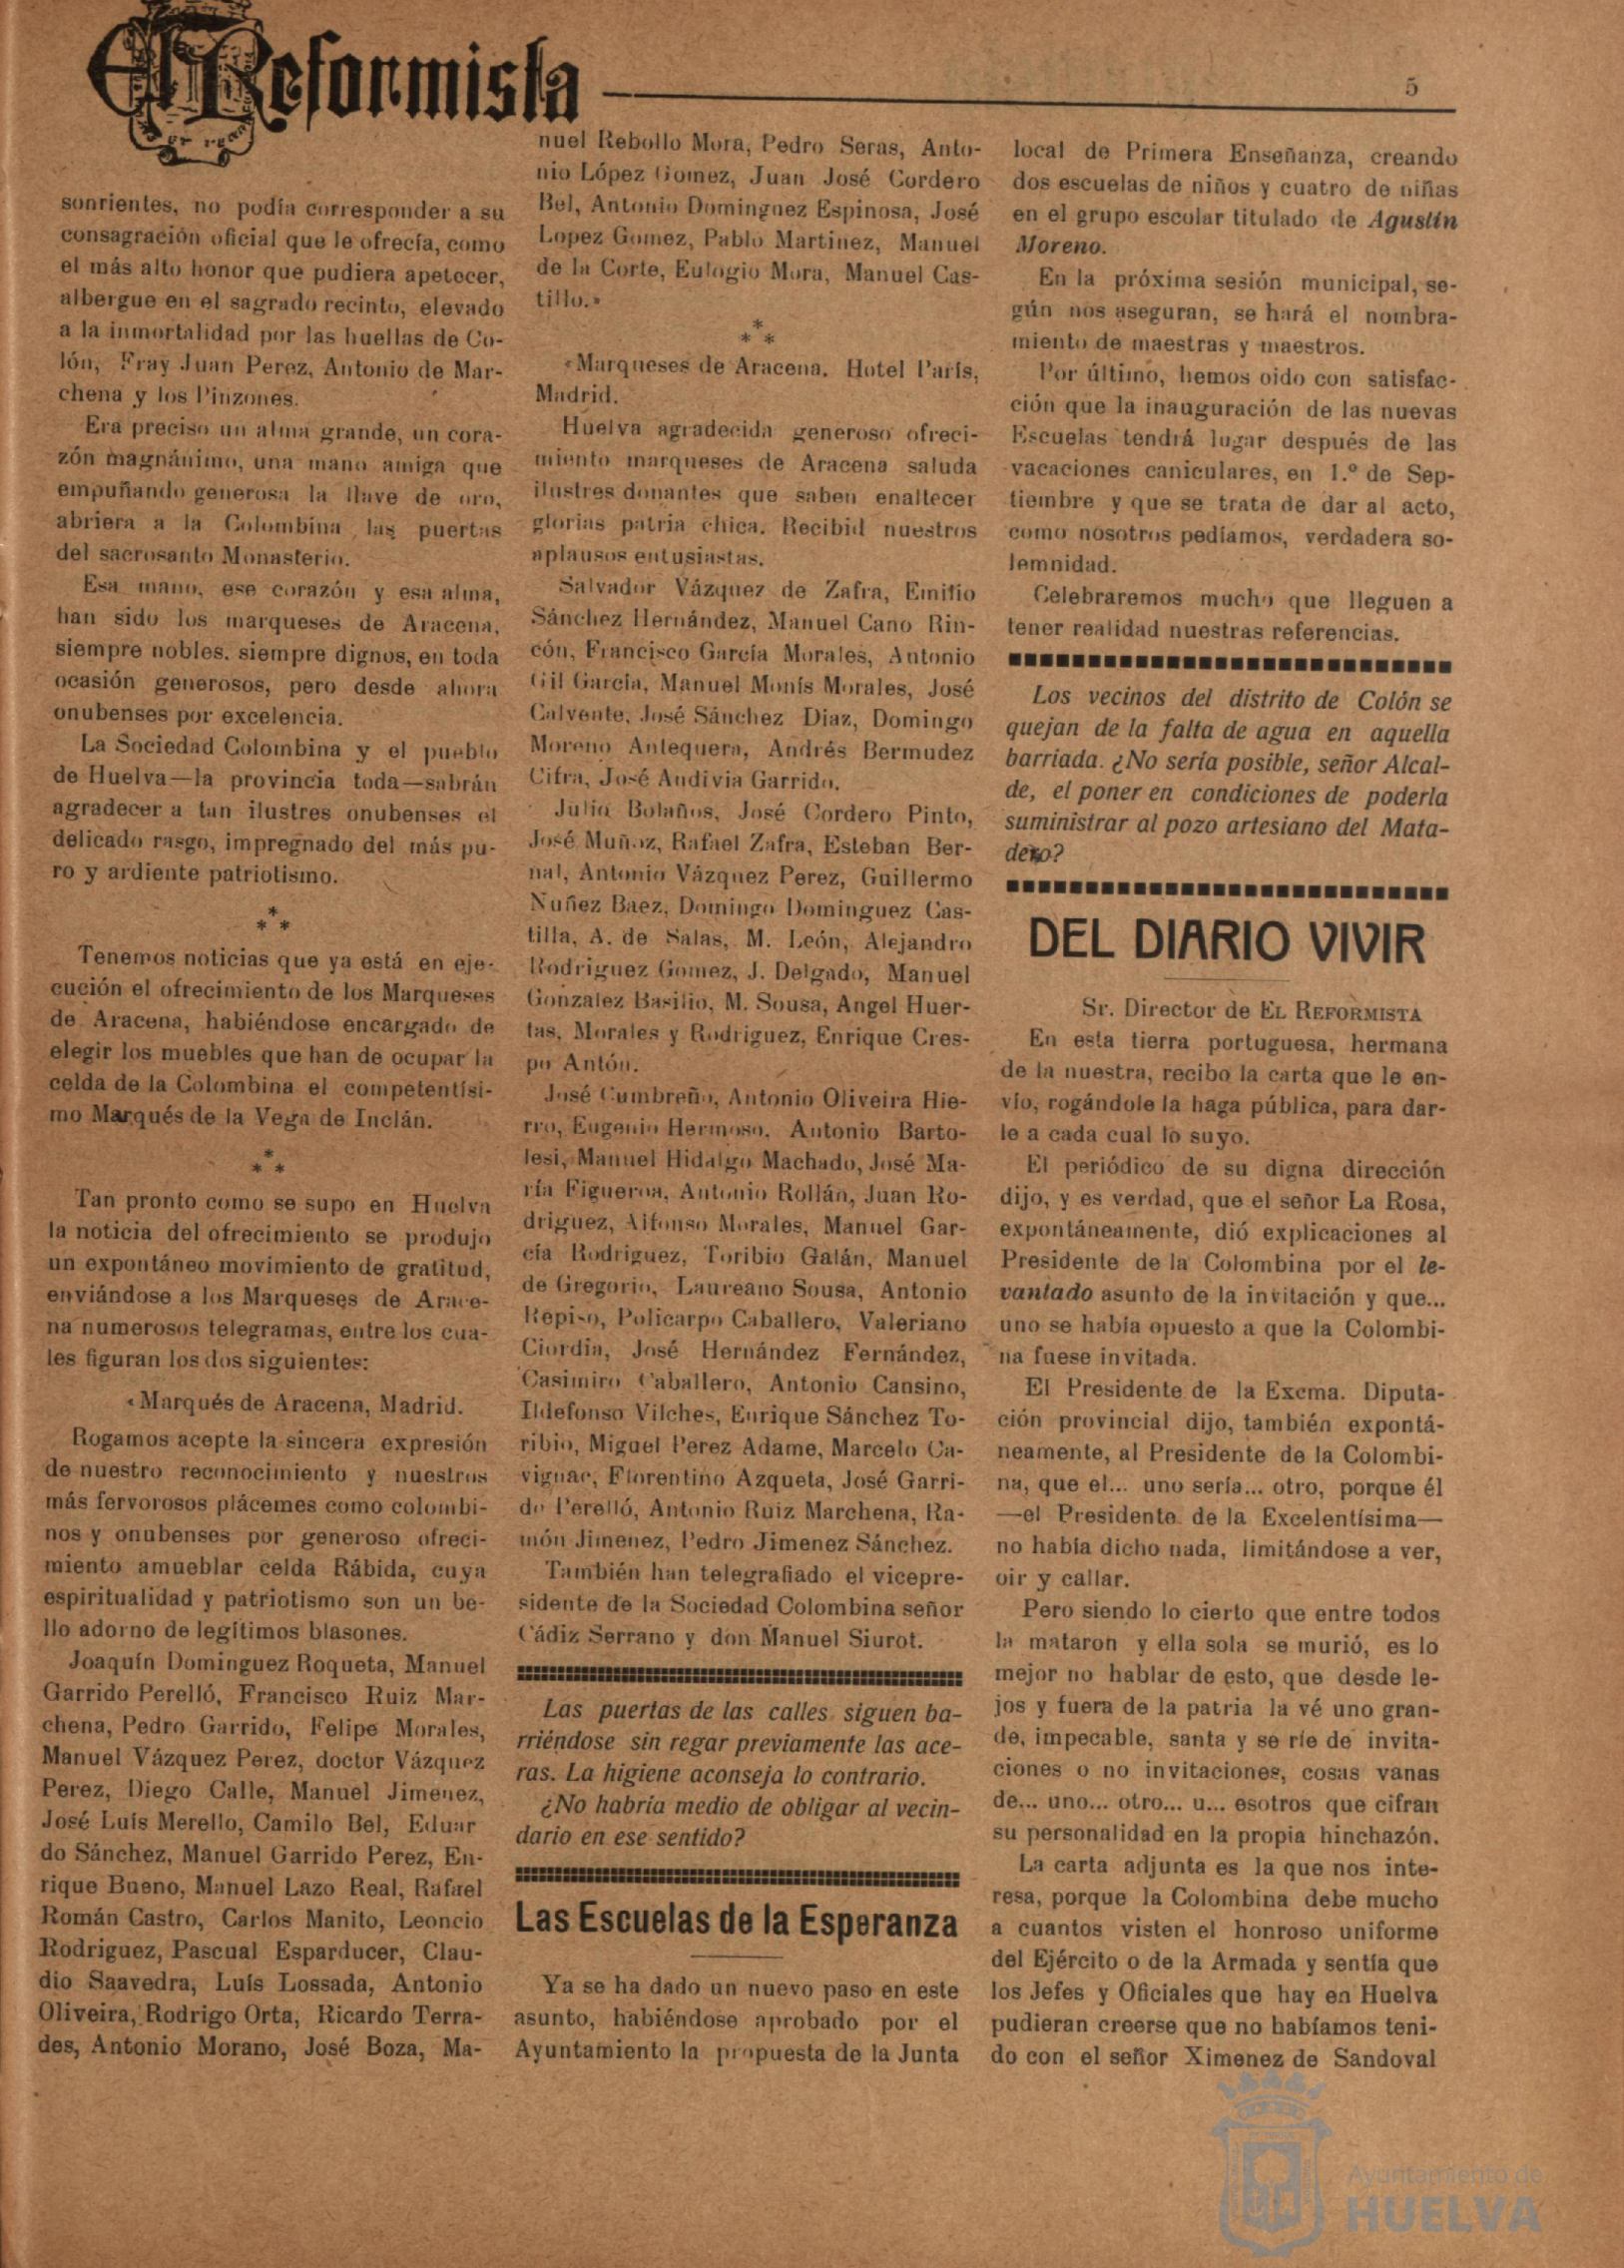 El Reformista
5
sonrientes, no podía corresponder a su
consagración oficial que le ofrecía, como
el más alto honor que pudiera apetecer,
albergue en el sagrado recinto, elevado
a la inmortalidad por las huellas de Co-
lón, Fray Juan Perez, Antonio de Mar-
chena y los Pinzones.
Era preciso un alma grande, un cora-
zón magnánimo, una mano amiga que
empuñando generosa la llave de oro,
abriera a la Colombina las puertas
del sacrosanto Monasterio.
Esa mano, ese corazón y esa alma,
han sido los marqueses de Aracena,
siempre nobles. siempre dignos, en toda
ocasión generosos, pero desde ahora
onubenses por excelencia.
La Sociedad Colombina y el pueblo
de Huelva—la provincia toda—sabrán
agradecer a tan ilustres onubenses el
delicado rasgo, impregnado del más pu-
ro y ardiente patriotismo.
***
Tenemos noticias que ya está en eje-
cución el ofrecimiento de los Marqueses
de Aracena, habiéndose encargado de
elegir los muebles que han de ocupar la
celda de la Colombina el competentísi-
mo Marqués de la Vega de Inclán.
***
Tan pronto como se supo en Huelva
la noticia del ofrecimiento se produjo
un expontáneo movimiento de gratitud,
enviándose a los Marqueses de Arace-
na numerosos telegramas, entre los cua-
les figuran los dos siguientes:
«Marqués de Aracena, Madrid.
Rogamos acepte la sincera expresión
de nuestro reconocimiento y nuestros
más fervorosos plácemes como colombi-
nos y onubenses por generoso ofreci-
miento amueblar celda Rábida, cuya
espiritualidad y patriotismo son un be-
llo adorno de legítimos blasones.
Joaquín Dominguez Roqueta, Manuel
Garrido Perelló, Francisco Ruiz Mar-
chena, Pedro Garrido, Felipe Morales,
Manuel Vázquez Perez, doctor Vázquez
Perez, Diego Calle, Manuel Jimenez,
José Luís Merello, Camilo Bel, Eduar
do Sánchez, Manuel Garrido Perez, En-
rique Bueno, Manuel Lazo Real, Rafael
Román Castro, Carlos Manito, Leoncio
Rodriguez, Pascual Esparducer, Clau-
dio Saavedra, Luís Lossada, Antonio
Oliveira, Rodrigo Orta, Ricardo Terra-
des, Antonio Morano, José Boza, Ma-
nuel Rebollo Mora, Pedro Seras, Anto-
nio López Gomez, Juan José Cordero
Bel, Antonio Dominguez Espinosa, José
Lopez Gomez, Pablo Martinez, Manuel
de la Corte, Eulogio Mora, Manuel Cas-
tillo.»
***
«Marqueses de Aracena. Hotel París,
Madrid.
Huelva agradecida generoso ofreci-
miento marqueses de Aracena saluda
ilustres donantes que saben enaltecer
glorias patria chica. Recibid nuestros
aplausos entusiastas.
Salvador Vázquez de Zafra, Emilio
Sánchez Hernández, Manuel Cano Rin-
cón, Francisco García Morales, Antonio
Gil García, Manuel Monís Morales, José
Calvente, José Sánchez Diaz, Domingo
Moreno Antequera, Andrés Bermudez
Cifra, José Audivia Garrido,
Julia Bolaños, José Cordero Pinto,
José Muñoz, Rafael Zafra, Esteban Ber-
nal, Antonio Vázquez Perez, Guillermo
Nuñez Baez, Domingo Dominguez Cas-
tilla, A. de Salas, M. León, Alejandro
Rodriguez Gomez, J. Delgado, Manuel
Gonzalez Basilio, M. Sousa, Angel Huer-
tas, Morales y Rodriguez, Enrique Cres-
po Antón.
José Cumbreño, Antonio Oliveira Hie-
rro, Eugenio Hermoso, Antonio Barto-
lesi, Manuel Hidalgo Machado, José Ma-
ría Figueroa, Antonio Rollán, Juan Ro-
driguez, Alfonso Morales, Manuel Gar-
cía Rodriguez, Toribio Galán, Manuel
de Gregorio, Laureano Sousa, Antonio
Repiso, Policarpo Caballero, Valeriano
Ciordia, José Hernández Fernández,
Casimiro Caballero, Antonio Cansino,
Ildefonso Vilches, Enrique Sánchez To-
ribio, Miguel Perez Adame, Marcelo Ca-
vignac, Florentino Azqueta, José Garri-
do Perelló, Antonio Ruiz Marchena, Ra-
món Jimenez, Pedro Jimenez Sánchez.
También han telegrafiado el vicepre-
sidente de la Sociedad Colombina señor
Cádiz Serrano y don Manuel Siurot.
Las puertas de las calles siguen ba-
rriéndose sin regar previamente las ace-
ras. La higiene aconseja lo contrario.
¿No habría medio de obligar al vecin-
dario en ese sentido?
Las Escuelas de la Esperanza
Ya se ha dado un nuevo paso en este
asunto, habiéndose aprobado por el
Ayuntamiento la propuesta de la Junta
local de Primera Enseñanza, creando
dos escuelas de niños y cuatro de niñas
en el grupo escolar titulado de Agustín
Moreno.
En la próxima sesión municipal, se-
gún nos aseguran, se hará el nombra-
miento de maestras y maestros.
Por último, hemos oido con satisfac-
ción que la inauguración de las nuevas
Escuelas tendrá lugar después de las
vacaciones caniculares, en 1.º de Sep-
tiembre y que se trata de dar al acto,
como nosotros pedíamos, verdadera so-
lemnidad.
Celebraremos mucho que lleguen a
tener realidad nuestras referencias.
Los vecinos del distrito de Colón se
quejan de la falta de agua en aquella
barriada. ¿No sería posible, señor Alcal-
de, el poner en condiciones de poderla
suministrar al pozo artesiano del Mata-
dero?
DEL DIARIO VIVIR
Sr. Director de EL REFORMISTA
En esta tierra portuguesa, hermana
de la nuestra, recibo la carta que le en-
vío, rogándole la haga pública, para dar-
le a cada cual lo suyo.
El periódico de su digna dirección
dijo, y es verdad, que el señor La Rosa,
expontáneamente, dió explicaciones al
Presidente de la Colombina por el le-
vantado asunto de la invitación y que...
uno se había opuesto a que la Colombi-
na fuese invitada.
El Presidente de la Excma. Diputa-
ción provincial dijo, también expontá-
neamente, al Presidente de la Colombi-
na, que el... uno sería... otro, porque él
—el Presidente de la Excelentísima—
no había dicho nada, limitándose a ver,
oir y callar.
Pero siendo lo cierto que entre todos
la mataron y ella sola se murió, es lo
mejor no hablar de esto, que desde le-
jos y fuera de la patria la vé uno gran-
de, impecable, santa y se ríe de invita-
ciones o no invitaciones, cosas vanas
de... uno... otro... u... esotros que cifran
su personalidad en la propia hinchazón.
La carta adjunta es la que nos inte-
resa, porque la Colombina debe mucho
a cuantos visten el honroso uniforme
del Ejército o de la Armada y sentía que
los Jefes y Oficiales que hay en Huelva
pudieran creerse que no habíamos teni-
do con el señor Ximenez de Sandoval
Ayuntamiento de
HUELVA